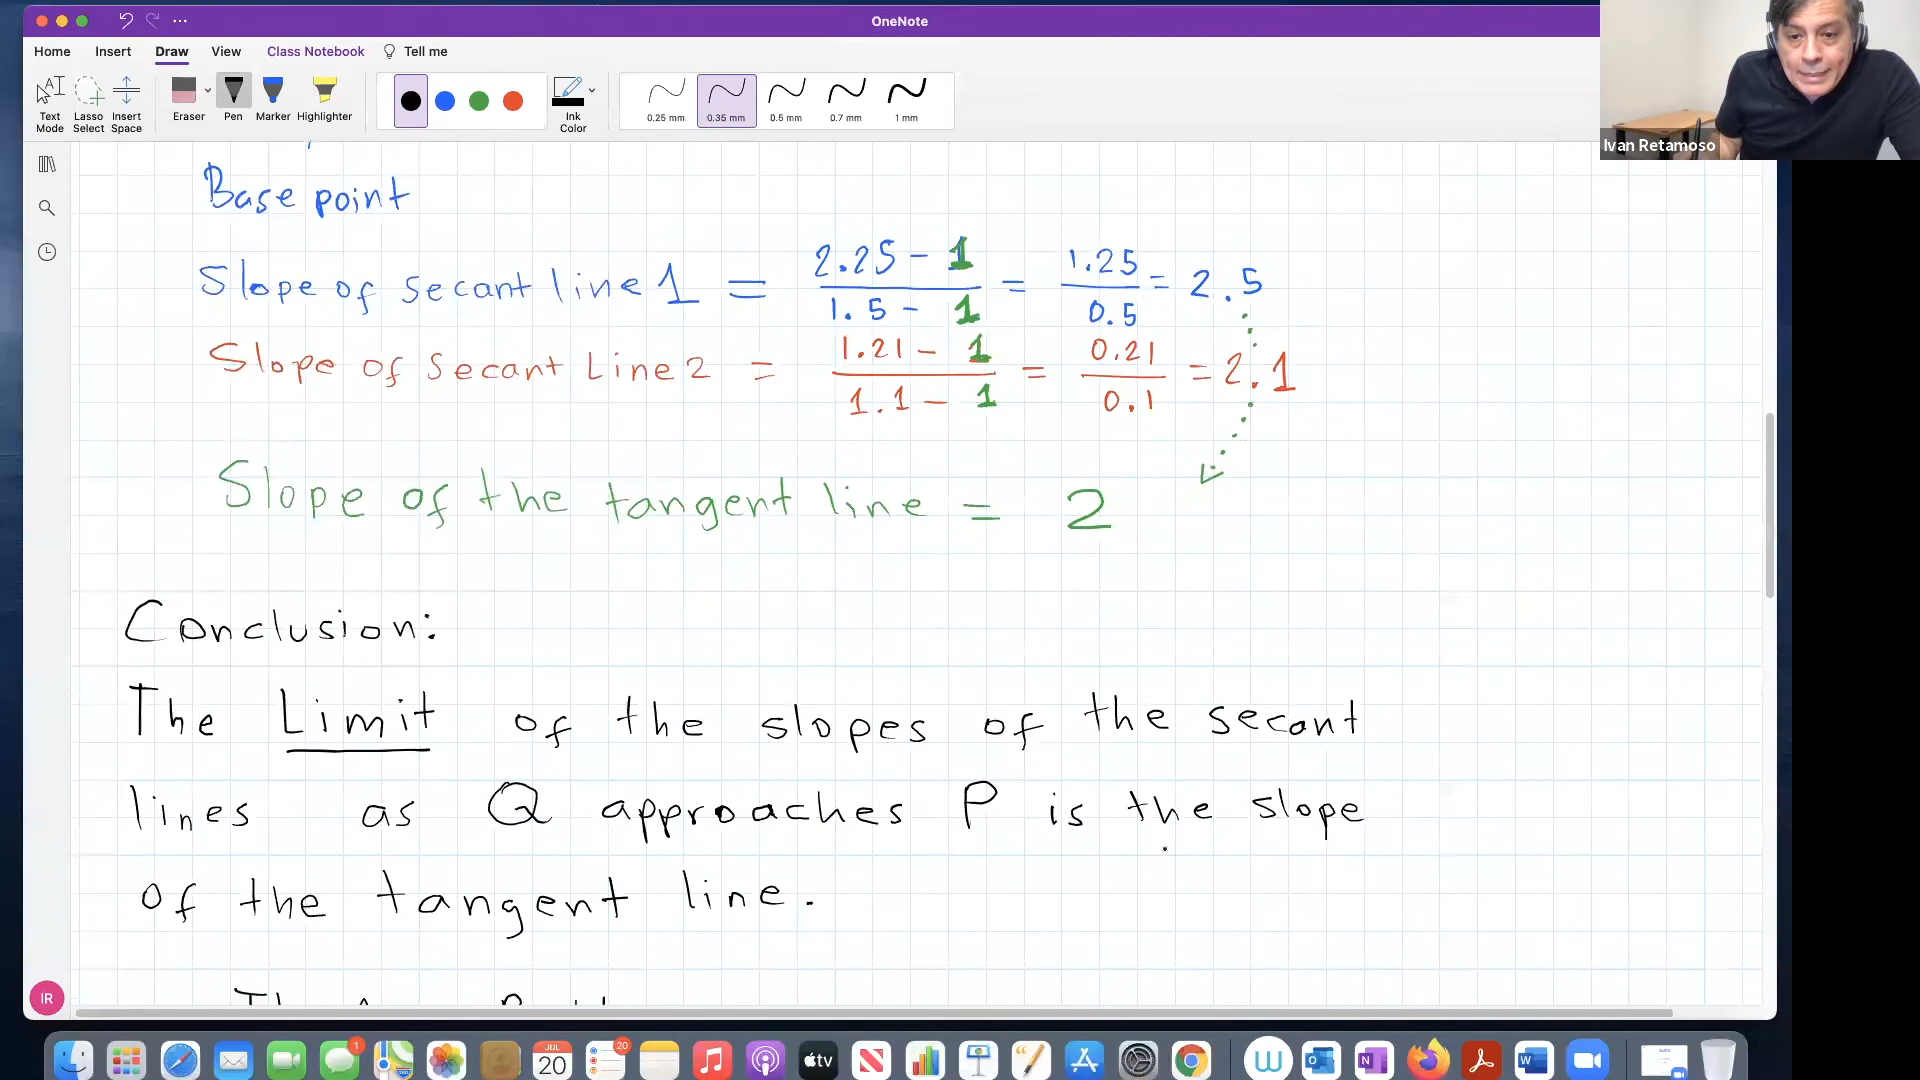 OneNote
Home Insert Draw View Class Notebook Tell me
Text Mode Lasso Select Insert Space Eraser Pen Marker Highlighter Ink Color 0.25 mm 0.35 mm 0.5 mm 0.7 mm 1 mm
Ivan Retamoso
Base point
Slope of secant line 1 = (2.25 - 1)/(1.5 - 1) = 1.25/0.5 = 2.5
Slope of Secant Line 2 = (1.21 - 1)/(1.1 - 1) = 0.21/0.1 = 2.1
Slope of the tangent line = 2
Conclusion:
The Limit of the slopes of the secant
lines as Q approaches P is the slope
of the tangent line.
IR
1
JUL
20
20
tv
W